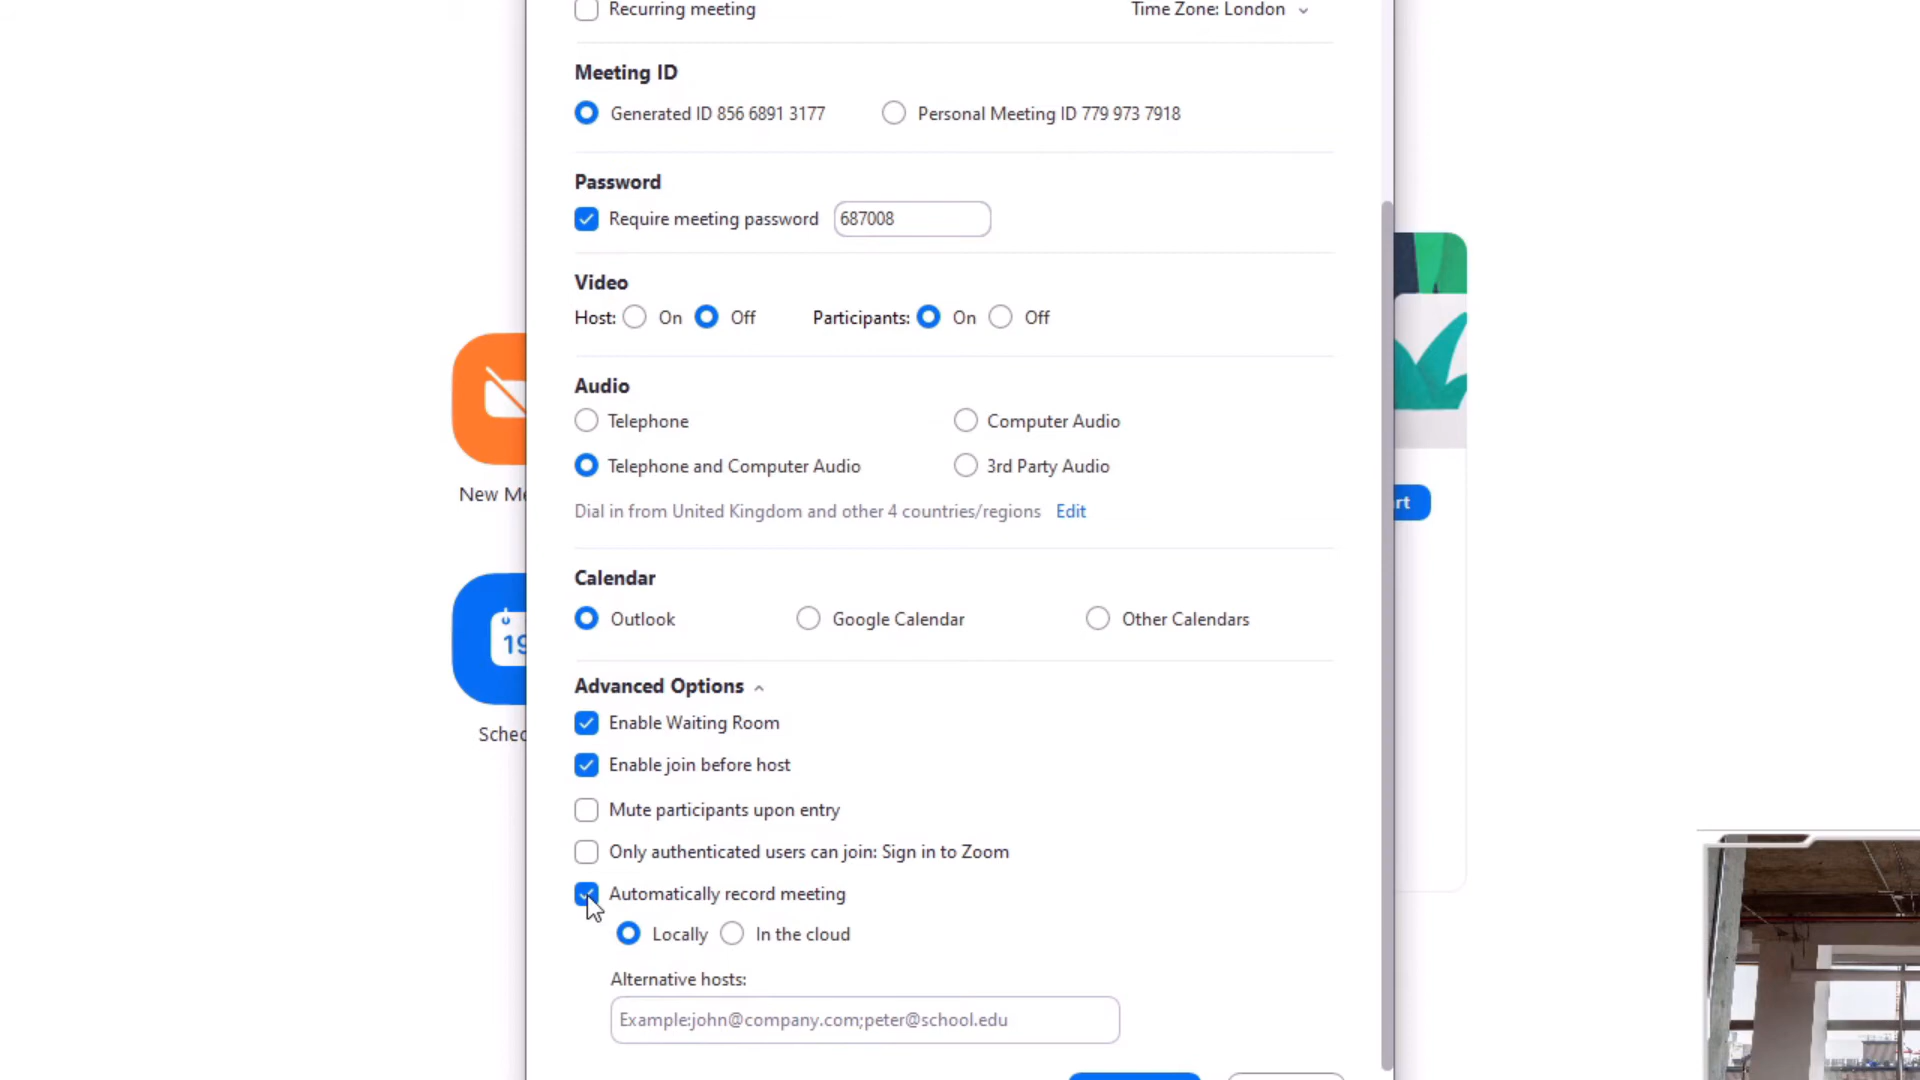 Recurring meeting Time Zone: London
Meeting ID
Generated ID 856 6891 3177 Personal Meeting ID 779 973 7918
Password
Require meeting password 687008
Video
Host: On Off Participants: On Off
Audio
Telephone Computer Audio
Telephone and Computer Audio 3rd Party Audio
New Me
Dial in from United Kingdom and other 4 countries/regions Edit
rt
Calendar
Outlook Google Calendar Other Calendars
19
Advanced Options
Enable Waiting Room
Sched
Enable join before host
Mute participants upon entry
Only authenticated users can join: Sign in to Zoom
Automatically record meeting
Locally In the cloud
Alternative hosts:
Example:john@company.com;peter@school.edu